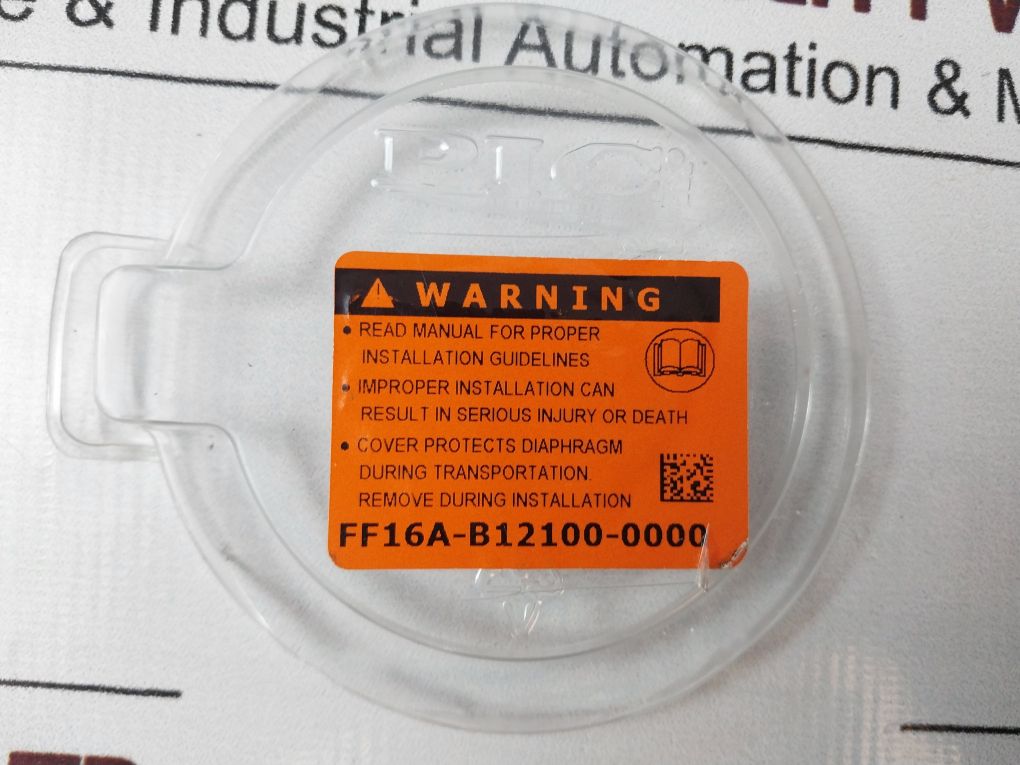 & Industrial Automation & M
WARNING
• READ MANUAL FOR PROPER
INSTALLATION GUIDELINES
• IMPROPER INSTALLATION CAN
RESULT IN SERIOUS INJURY OR DEATH
• COVER PROTECTS DIAPHRAGM
DURING TRANSPORTATION.
REMOVE DURING INSTALLATION
FF16A-B12100-0000